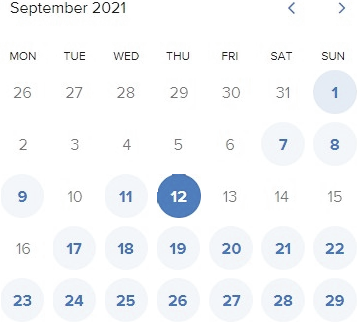 September 2021
MON TUE WED THU FRI SAT SUN
26 27 28 29 30 31 1
2 3 4 5 6 7 8
9 10 11 12 13 14 15
16 17 18 19 20 21 22
23 24 25 26 27 28 29